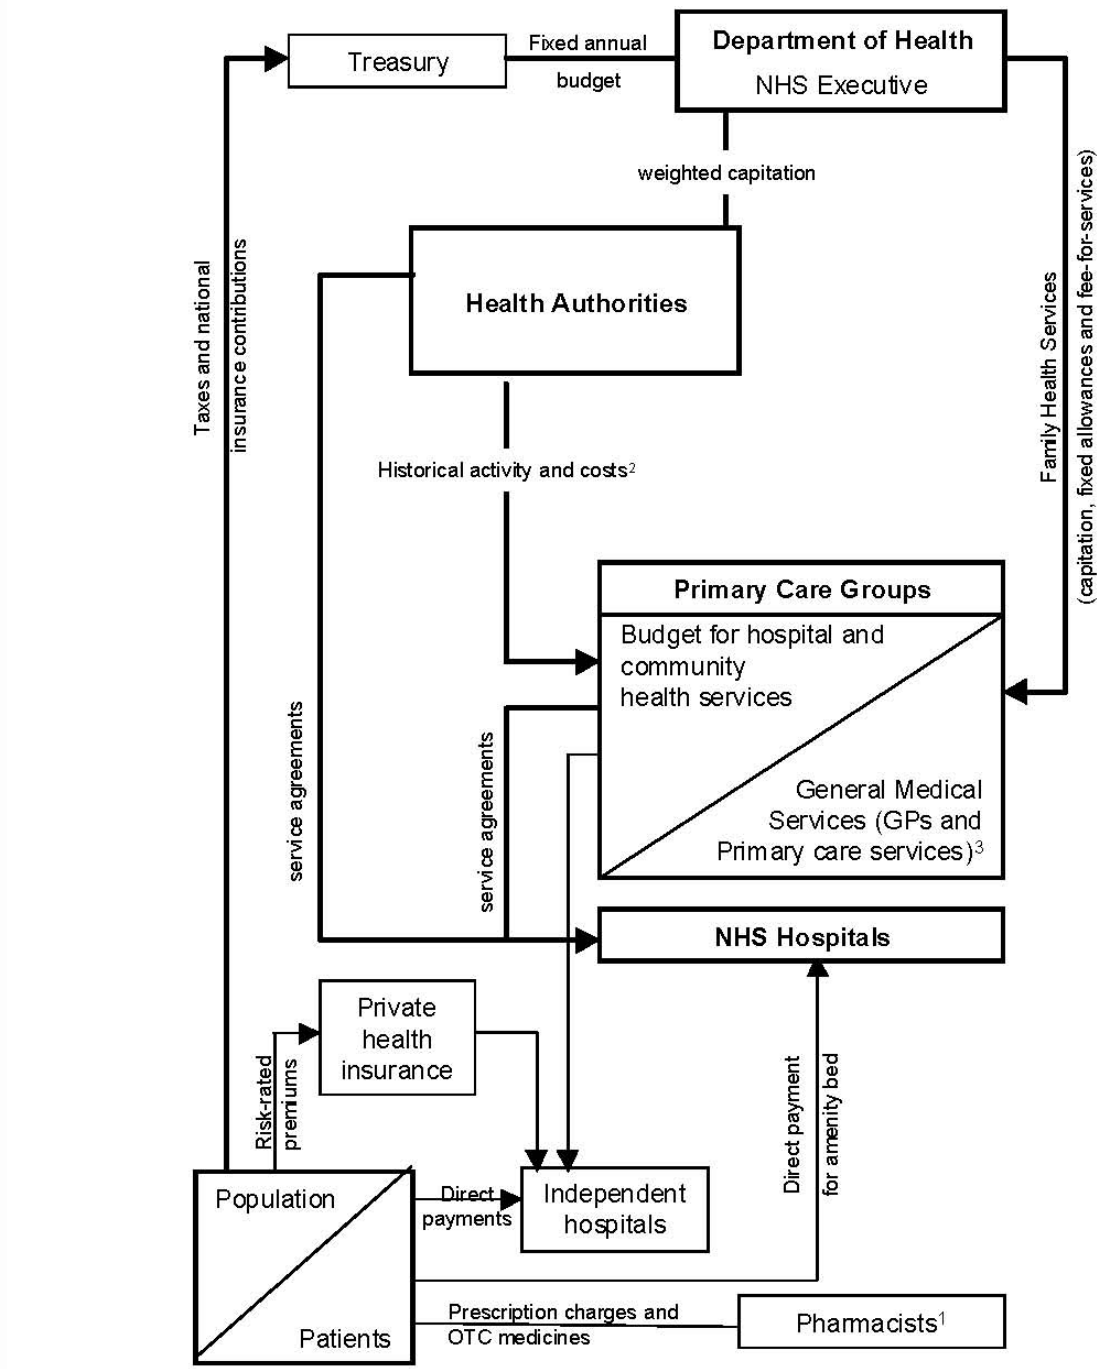 Treasury
Fixed annual
budget
Department of Health
NHS Executive
weighted capitation
Taxes and national
insurance contributions
Health Authorities
Family Health Services
(capitation, fixed allowances and fee-for-services)
Historical activity and costs²
Primary Care Groups
Budget for hospital and
community
health services
General Medical
Services (GPs and
Primary care services)³
service agreements
service agreements
NHS Hospitals
Private
health
insurance
Risk-rated
premiums
Direct payment
for amenity bed
Population
Patients
Direct
payments
Independent
hospitals
Prescription charges and
OTC medicines
Pharmacists¹